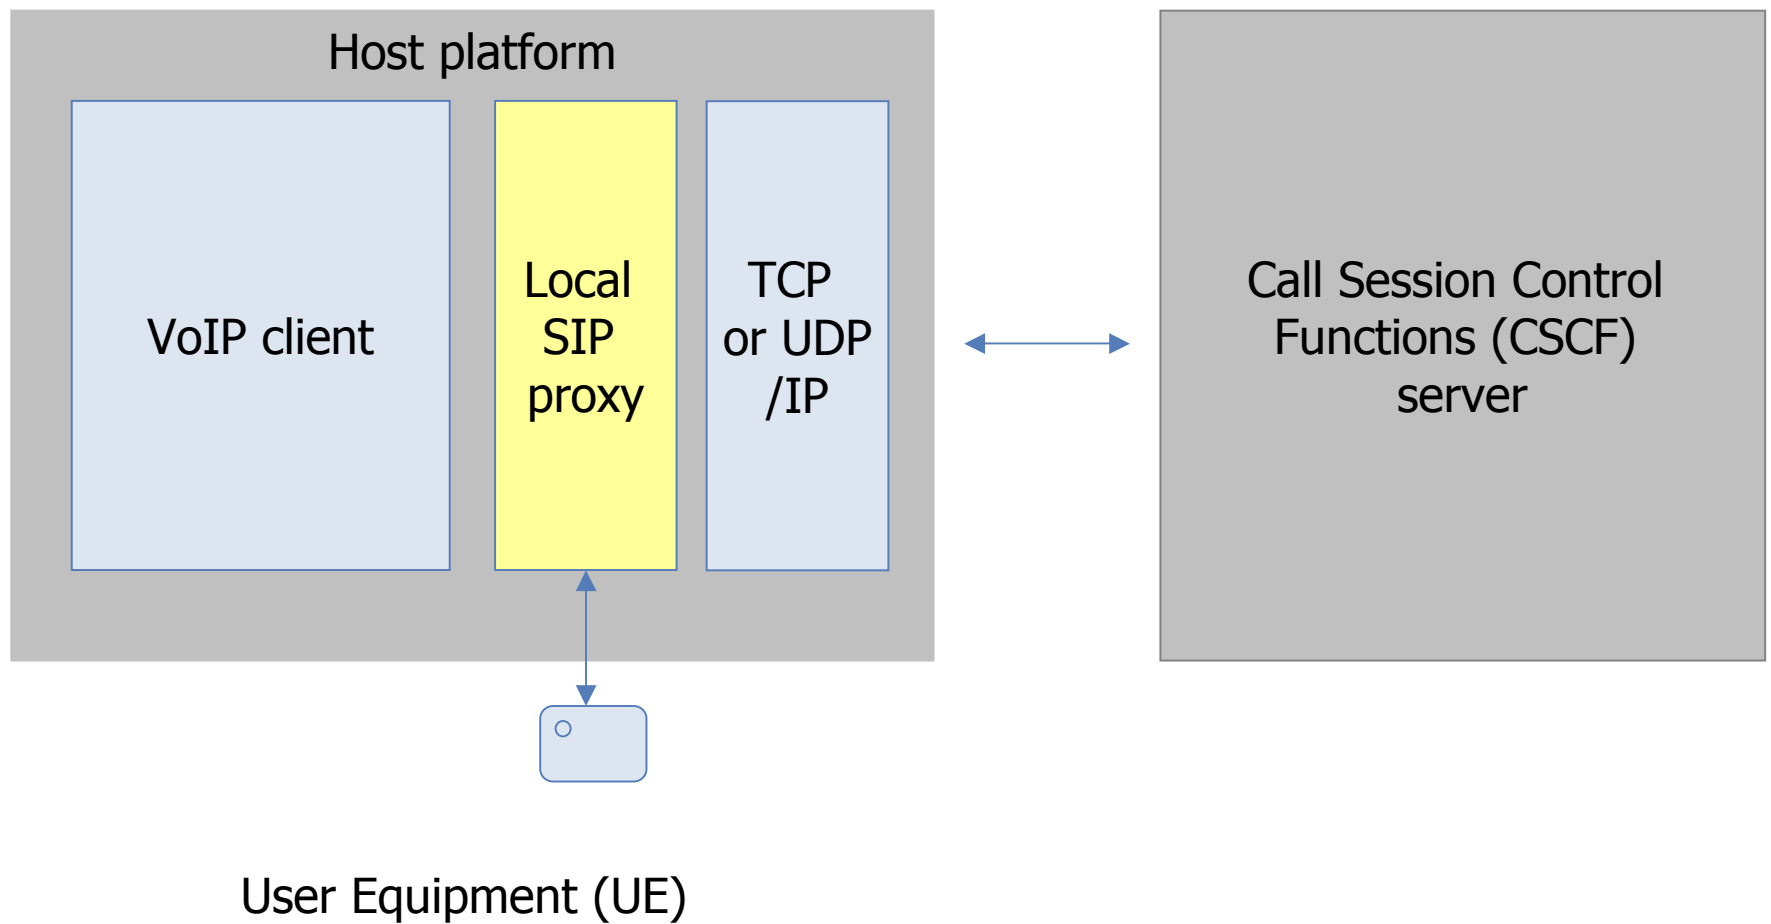 Host platform
VoIP client
Local
SIP
proxy
TCP
or UDP
/IP
Call Session Control
Functions (CSCF)
server
User Equipment (UE)